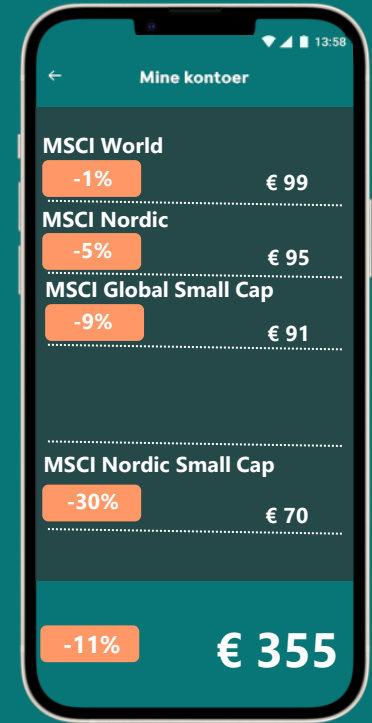 13:58
← Mine kontoer
MSCI World
-1% € 99
MSCI Nordic
-5% € 95
MSCI Global Small Cap
-9% € 91
MSCI Nordic Small Cap
-30% € 70
-11% € 355